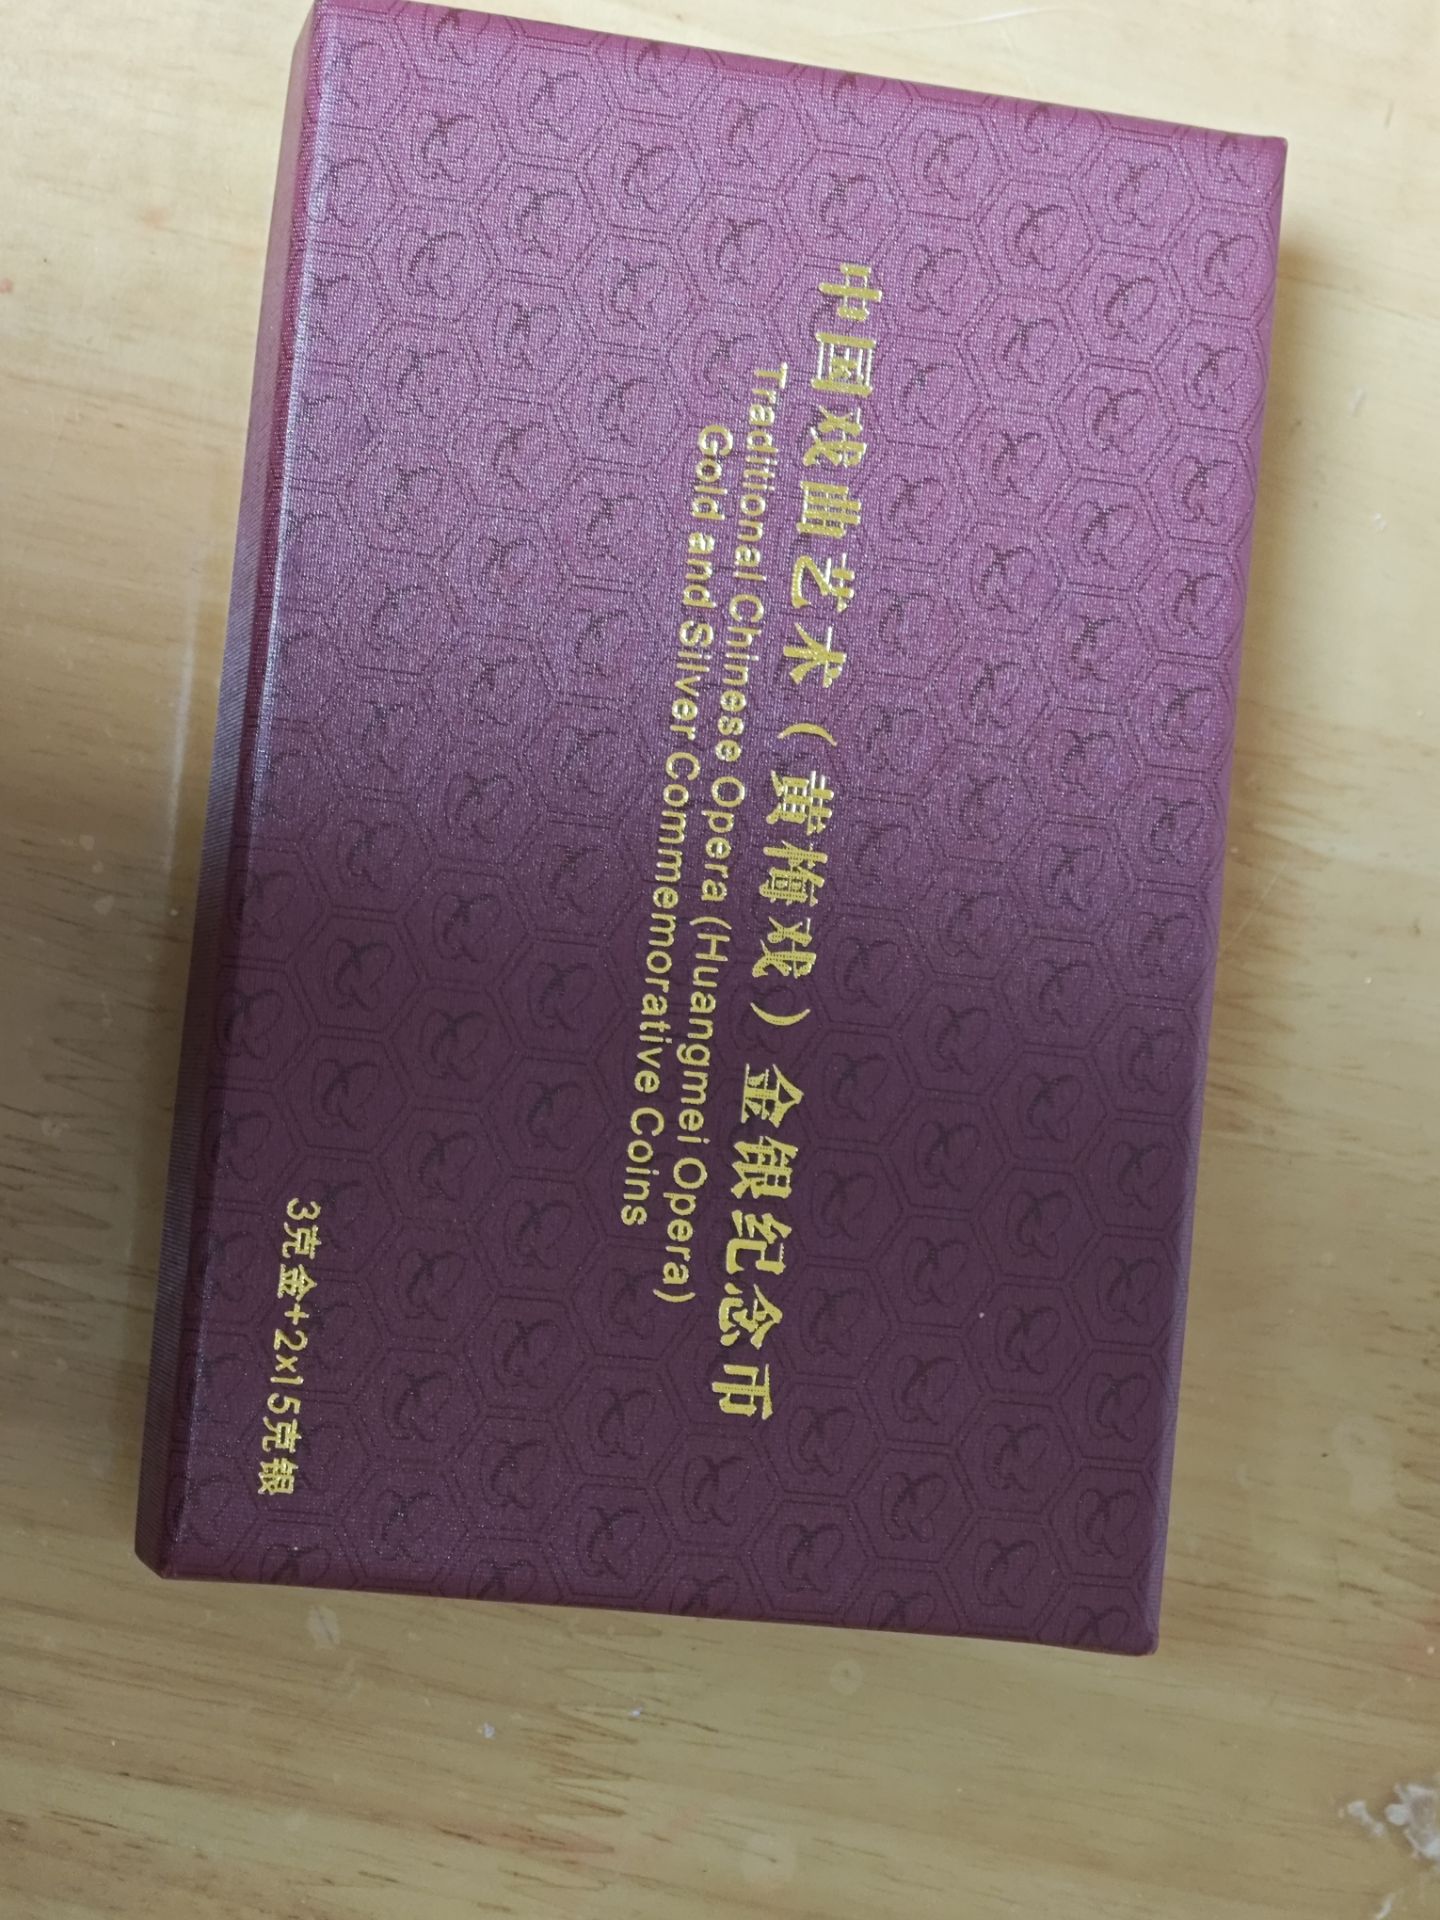 中国戏曲艺术（黄梅戏）金银纪念币
Traditional Chinese Opera (Huangmei Opera)
Gold and Silver Commemorative Coins
3克金+2x15克银